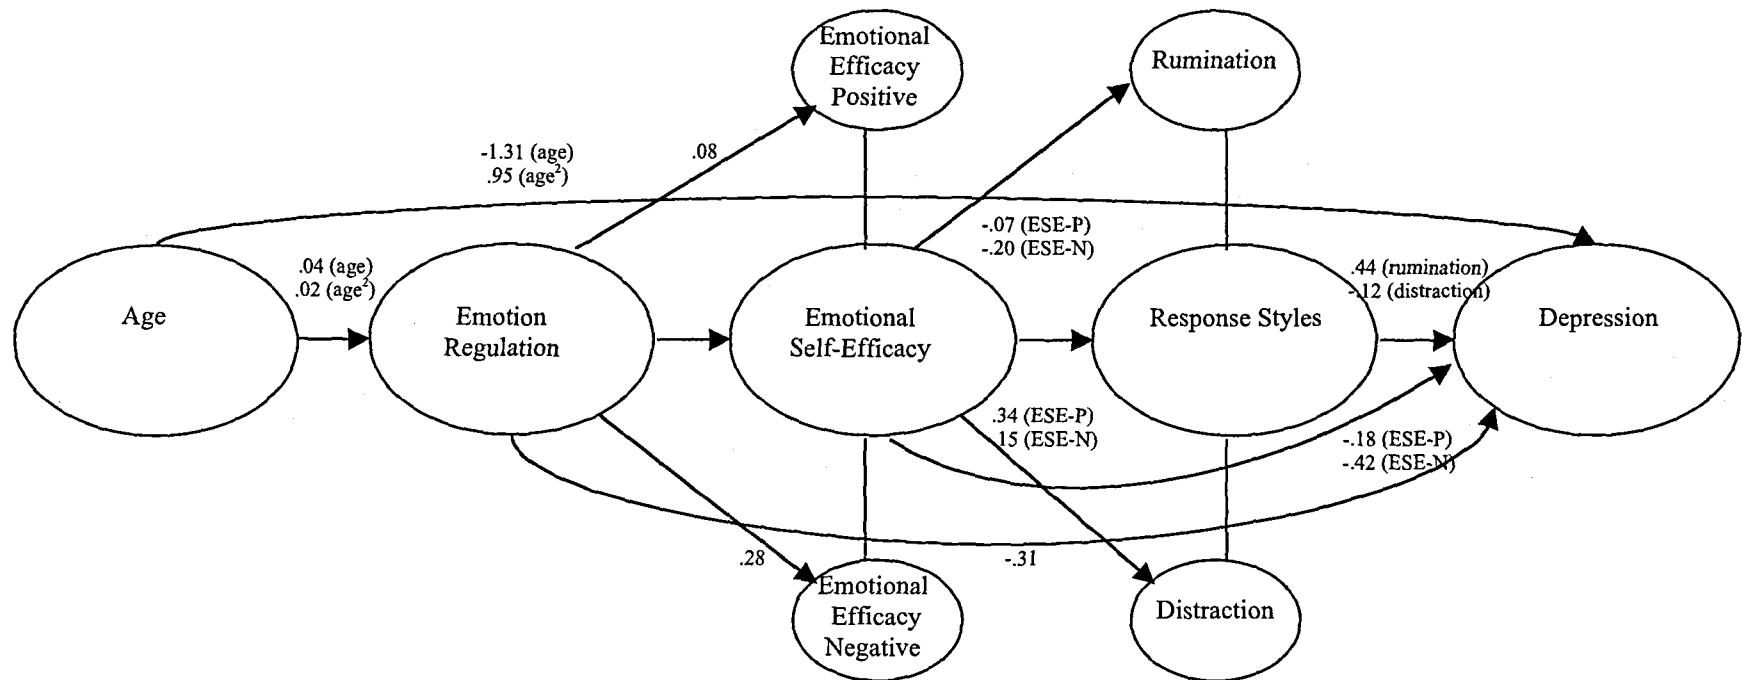 Emotional
Efficacy
Positive
Rumination
-1.31 (age)
.95 (age²)
.08
-.07 (ESE-P)
-.20 (ESE-N)
.04 (age)
.02 (age²)
.44 (rumination)
-.12 (distraction)
Age
Emotion
Regulation
Emotional
Self-Efficacy
Response Styles
Depression
.34 (ESE-P)
.15 (ESE-N)
-.18 (ESE-P)
-.42 (ESE-N)
.28
-.31
Emotional
Efficacy
Negative
Distraction